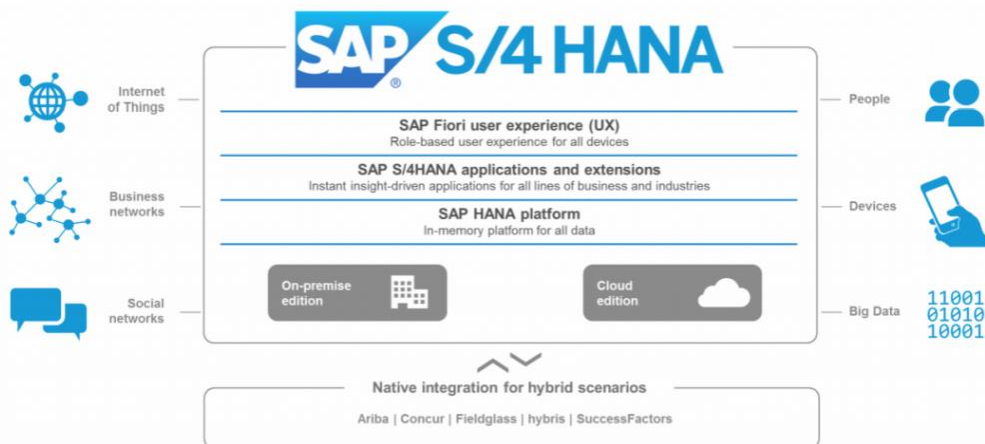 SAP S/4 HANA
®
Internet
of Things
Business
networks
Social
networks
SAP Fiori user experience (UX)
Role-based user experience for all devices
SAP S/4HANA applications and extensions
Instant insight-driven applications for all lines of business and industries
SAP HANA platform
In-memory platform for all data
On-premise
edition
Cloud
edition
People
Devices
Big Data
11001
01010
10001
Native integration for hybrid scenarios
Ariba | Concur | Fieldglass | hybris | SuccessFactors